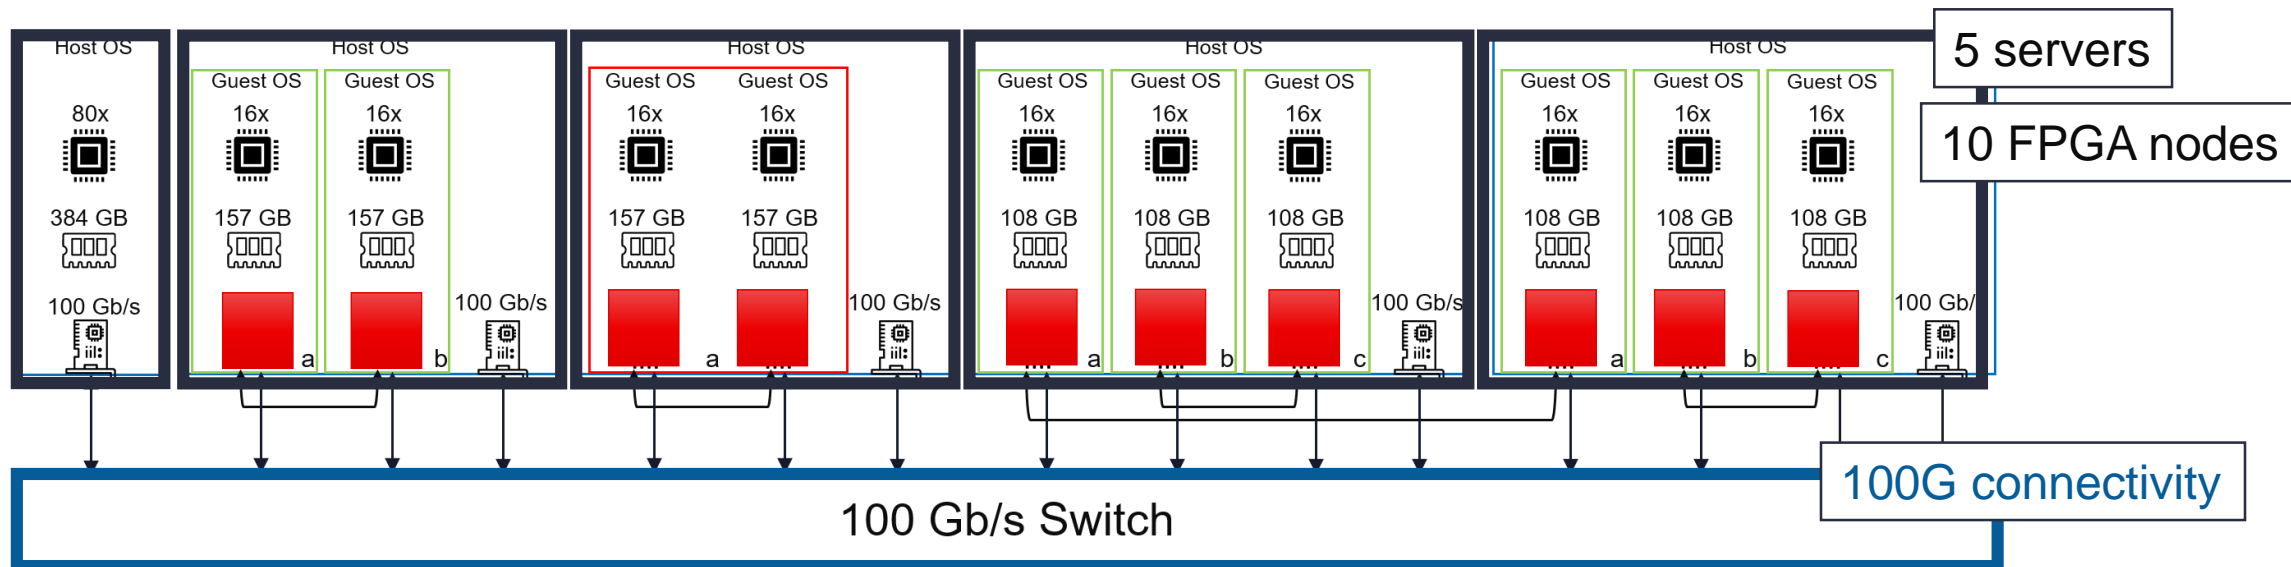 Host OS Host OS Host OS Host OS Host OS
5 servers
Guest OS Guest OS Guest OS Guest OS Guest OS Guest OS Guest OS Guest OS Guest OS Guest OS
80x 16x 16x 16x 16x 16x 16x 16x 16x 16x 16x
10 FPGA nodes
384 GB 157 GB 157 GB 157 GB 157 GB 108 GB 108 GB 108 GB 108 GB 108 GB 108 GB
100 Gb/s 100 Gb/s 100 Gb/s 100 Gb/s 100 Gb/
a b a a b c a b c
100G connectivity
100 Gb/s Switch